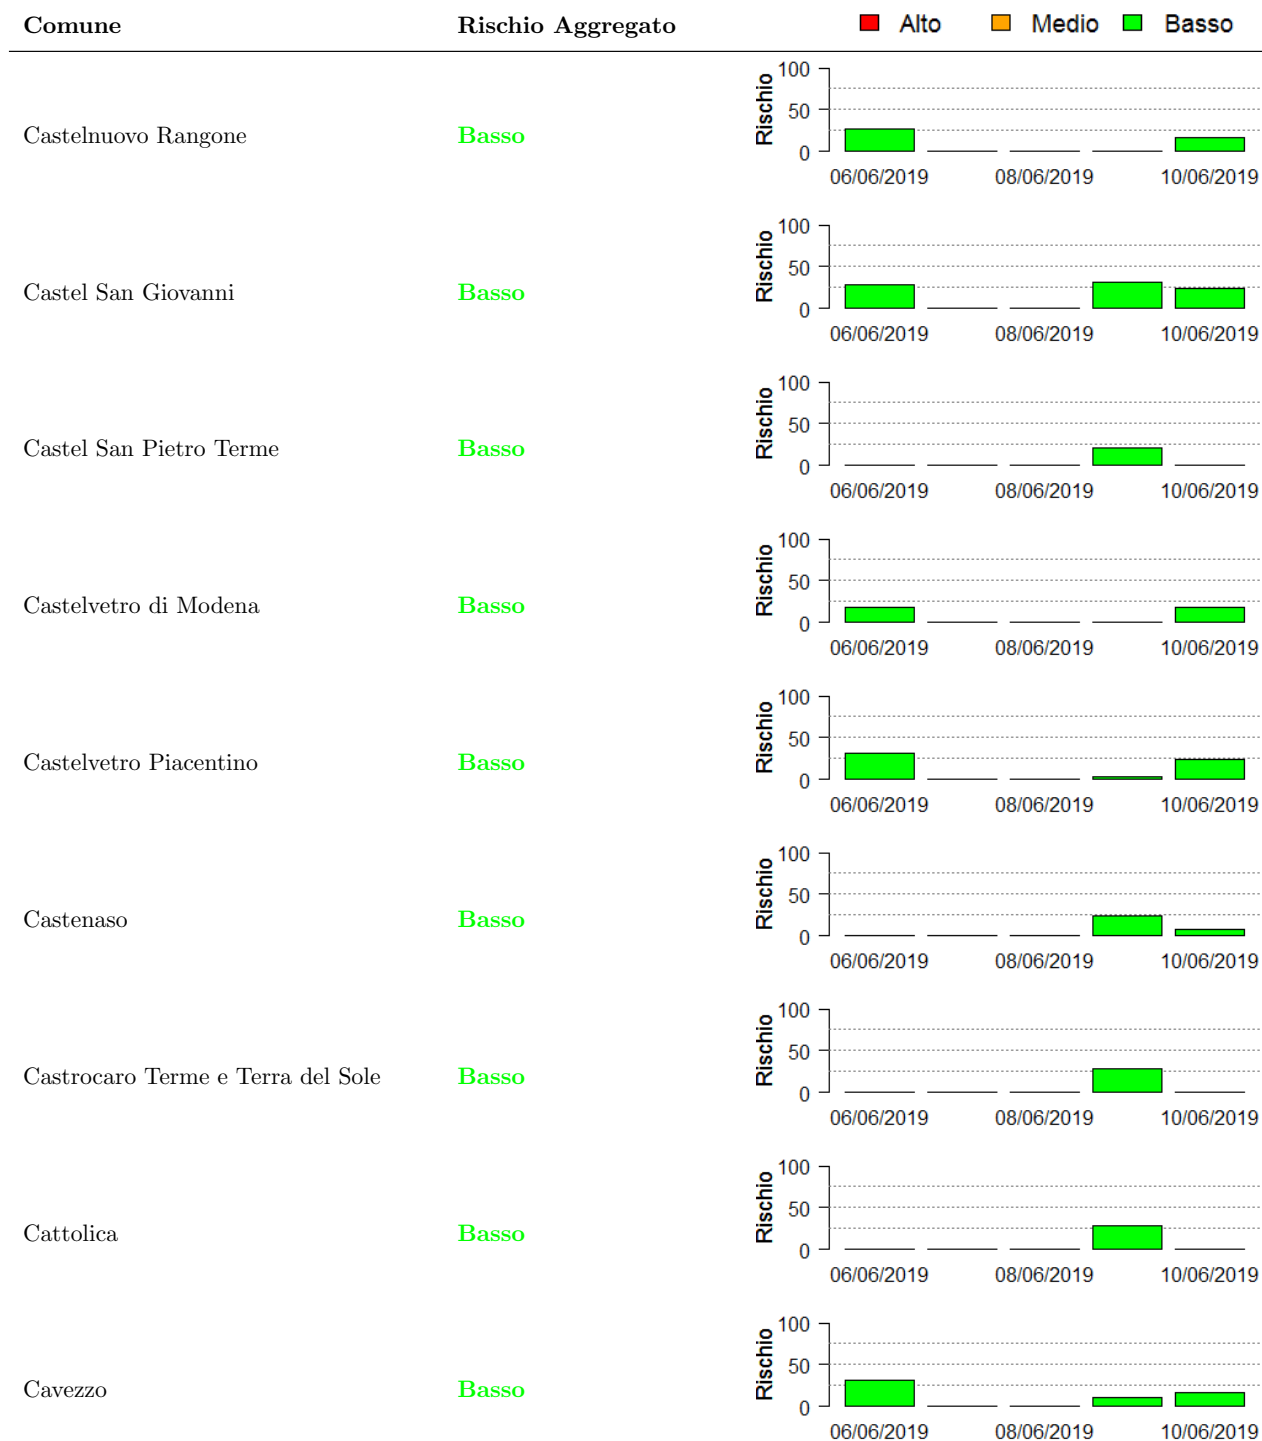 Comune Rischio Aggregato Alto Medio Basso
Castelnuovo Rangone Basso
Rischio
100
50
0
06/06/2019 08/06/2019 10/06/2019
Castel San Giovanni Basso
Rischio
100
50
0
06/06/2019 08/06/2019 10/06/2019
Castel San Pietro Terme Basso
Rischio
100
50
0
06/06/2019 08/06/2019 10/06/2019
Castelvetro di Modena Basso
Rischio
100
50
0
06/06/2019 08/06/2019 10/06/2019
Castelvetro Piacentino Basso
Rischio
100
50
0
06/06/2019 08/06/2019 10/06/2019
Castenaso Basso
Rischio
100
50
0
06/06/2019 08/06/2019 10/06/2019
Castrocaro Terme e Terra del Sole Basso
Rischio
100
50
0
06/06/2019 08/06/2019 10/06/2019
Cattolica Basso
Rischio
100
50
0
06/06/2019 08/06/2019 10/06/2019
Cavezzo Basso
Rischio
100
50
0
06/06/2019 08/06/2019 10/06/2019